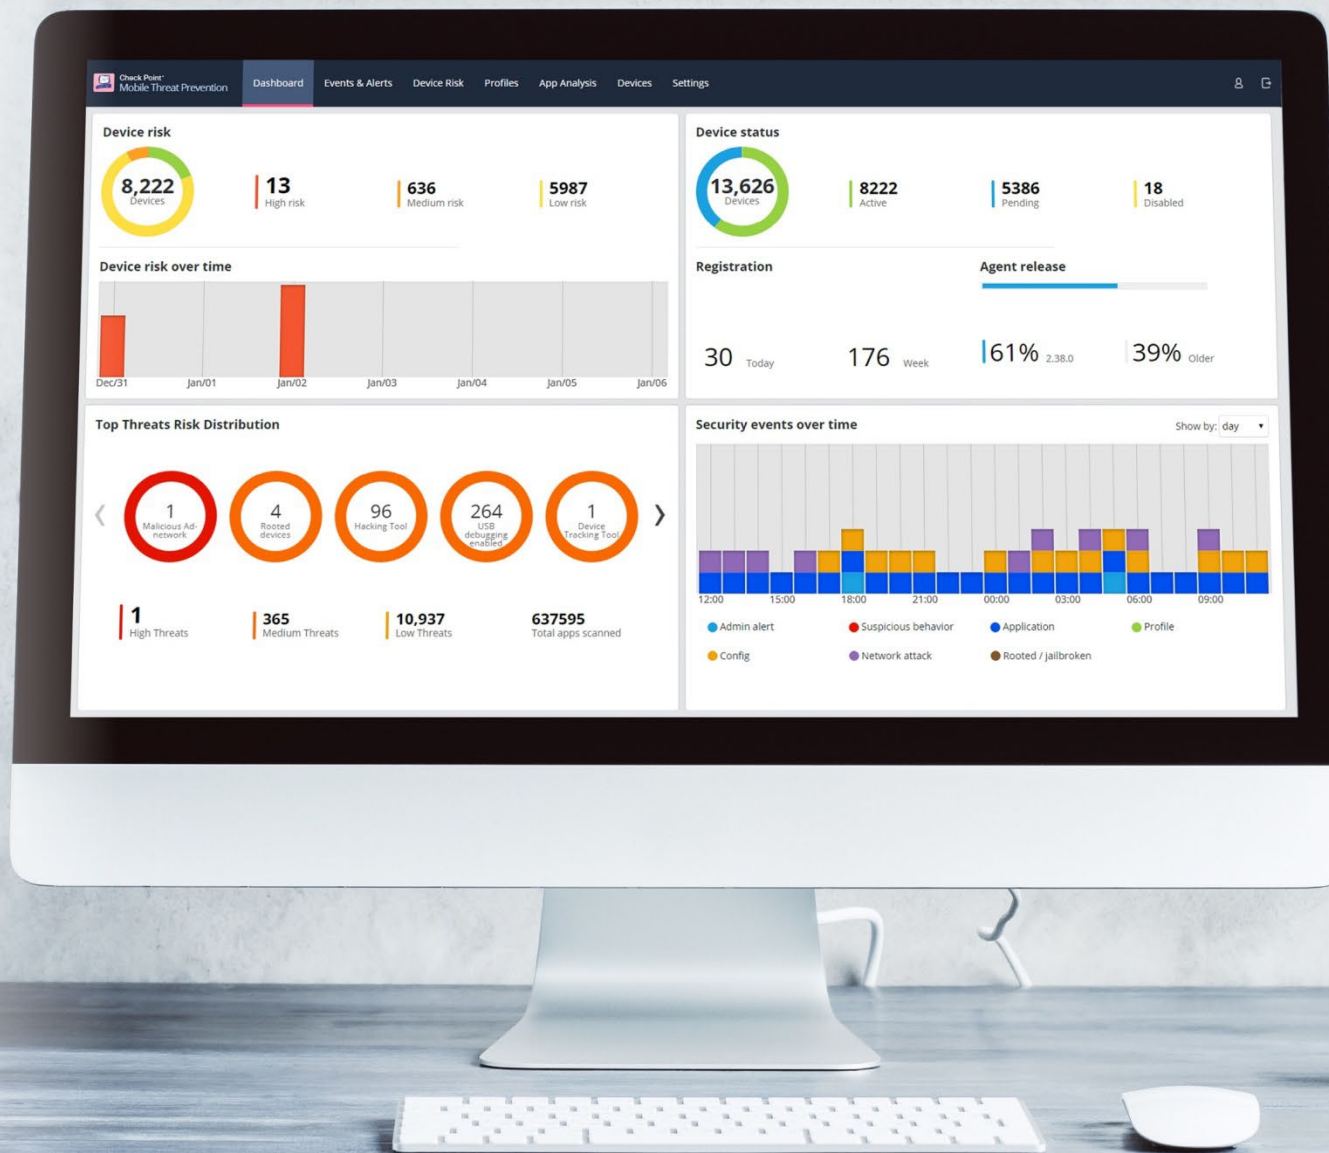 Check Point
Mobile Threat Prevention
Dashboard
Events & Alerts
Device Risk
Profiles
App Analysis
Devices
Settings
Device risk
8,222
Devices
13
High risk
636
Medium risk
5987
Low risk
Device risk over time
Dec/31
Jan/01
Jan/02
Jan/03
Jan/04
Jan/05
Jan/06
Device status
13,626
Devices
8222
Active
5386
Pending
18
Disabled
Registration
30 Today
176 Week
Agent release
61% 2.38.0
39% Older
Top Threats Risk Distribution
1
Malicious Ad-
network
4
Rooted
devices
96
Hacking Tool
264
USB
debugging
enabled
1
Device
Tracking Tool
1
High Threats
365
Medium Threats
10,937
Low Threats
637595
Total apps scanned
Security events over time
Show by: day
12:00
15:00
18:00
21:00
00:00
03:00
06:00
09:00
Admin alert
Suspicious behavior
Application
Profile
Config
Network attack
Rooted / jailbroken